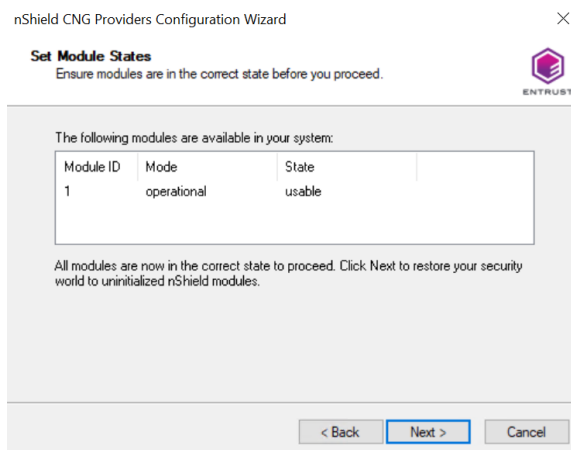 nShield CNG Providers Configuration Wizard
Set Module States
Ensure modules are in the correct state before you proceed.
ENTRUST
The following modules are available in your system:
Module ID Mode State
1 operational usable
All modules are now in the correct state to proceed. Click Next to restore your security
world to uninitialized nShield modules.
< Back Next > Cancel